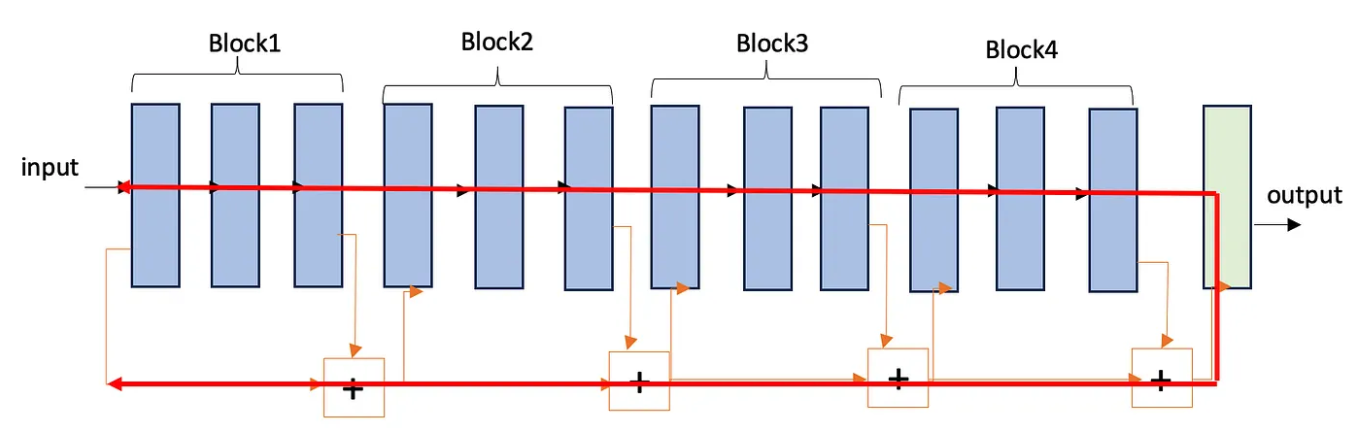 Block1
Block2
Block3
Block4
input
output
+
+
+
+